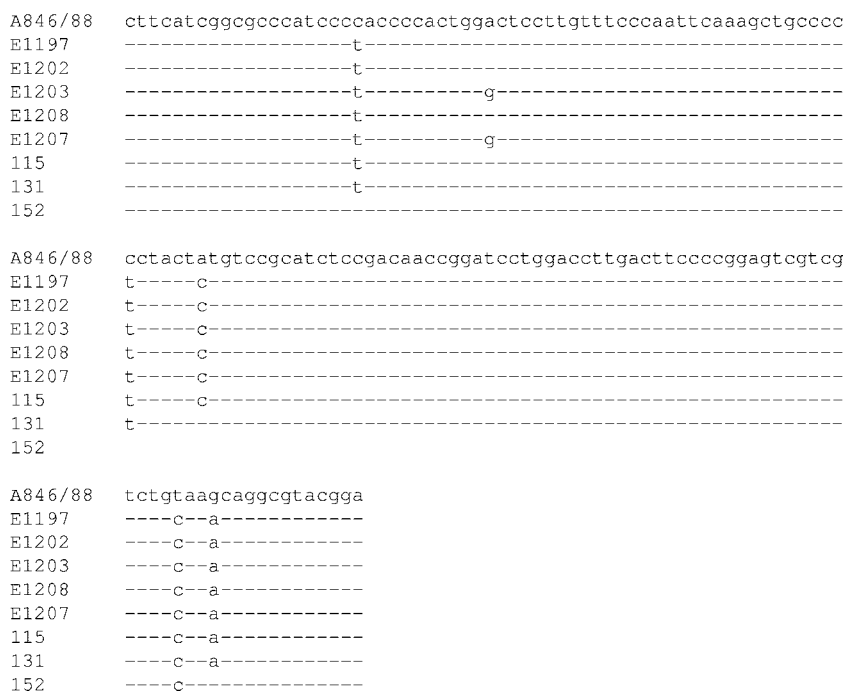 A846/88 cttcatcggcgcccatccccaccccactggactccttgtttcccaattcaaagctgcccc
E1197 -------------------t----------------------------------------
E1202 -------------------t----------------------------------------
E1203 -------------------t----------g-----------------------------
E1208 -------------------t----------------------------------------
E1207 -------------------t----------g-----------------------------
115 -------------------t----------------------------------------
131 -------------------t----------------------------------------
152 ------------------------------------------------------------
A846/88 cctactatgtccgcatctccgacaaccggatcctggaccttgacttccccggagtcgtcg
E1197 t-----c-----------------------------------------------------
E1202 t-----c-----------------------------------------------------
E1203 t-----c-----------------------------------------------------
E1208 t-----c-----------------------------------------------------
E1207 t-----c-----------------------------------------------------
115 t-----c-----------------------------------------------------
131 t-----------------------------------------------------------
152
A846/88 tctgtaagcaggcgtacgga
E1197 ----c--a------------
E1202 ----c--a------------
E1203 ----c--a------------
E1208 ----c--a------------
E1207 ----c--a------------
115 ----c--a------------
131 ----c--a------------
152 ----c---------------